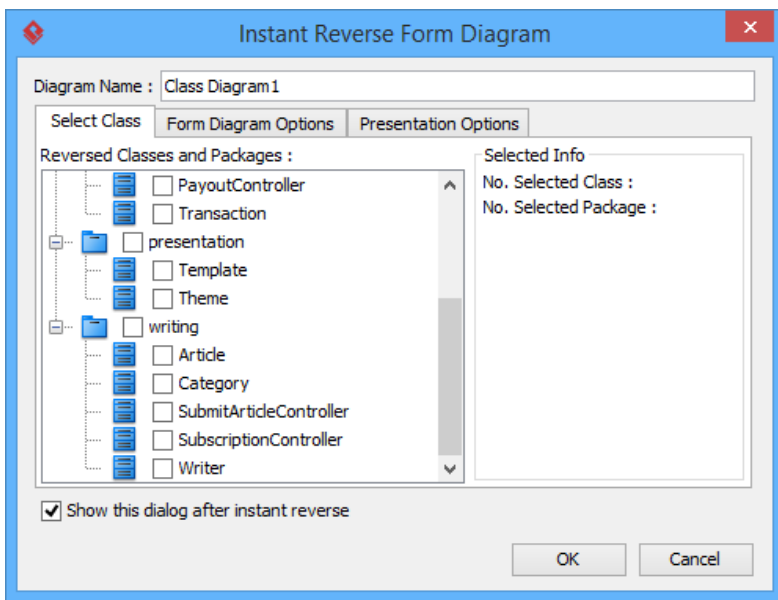 Instant Reverse Form Diagram
Diagram Name : Class Diagram1
Select Class Form Diagram Options Presentation Options
Reversed Classes and Packages :
PayoutController
Transaction
presentation
Template
Theme
writing
Article
Category
SubmitArticleController
SubscriptionController
Writer
Selected Info
No. Selected Class :
No. Selected Package :
Show this dialog after instant reverse
OK Cancel